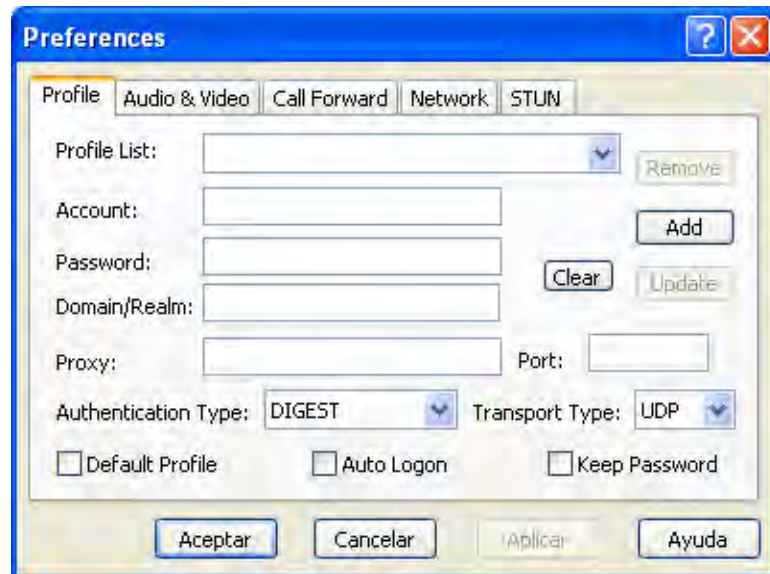 Preferences
Profile Audio & Video Call Forward Network STUN
Profile List:
Remove
Account:
Add
Password:
Clear Update
Domain/Realm:
Proxy: Port:
Authentication Type: DIGEST Transport Type: UDP
Default Profile Auto Logon Keep Password
Aceptar Cancelar Aplicar Ayuda